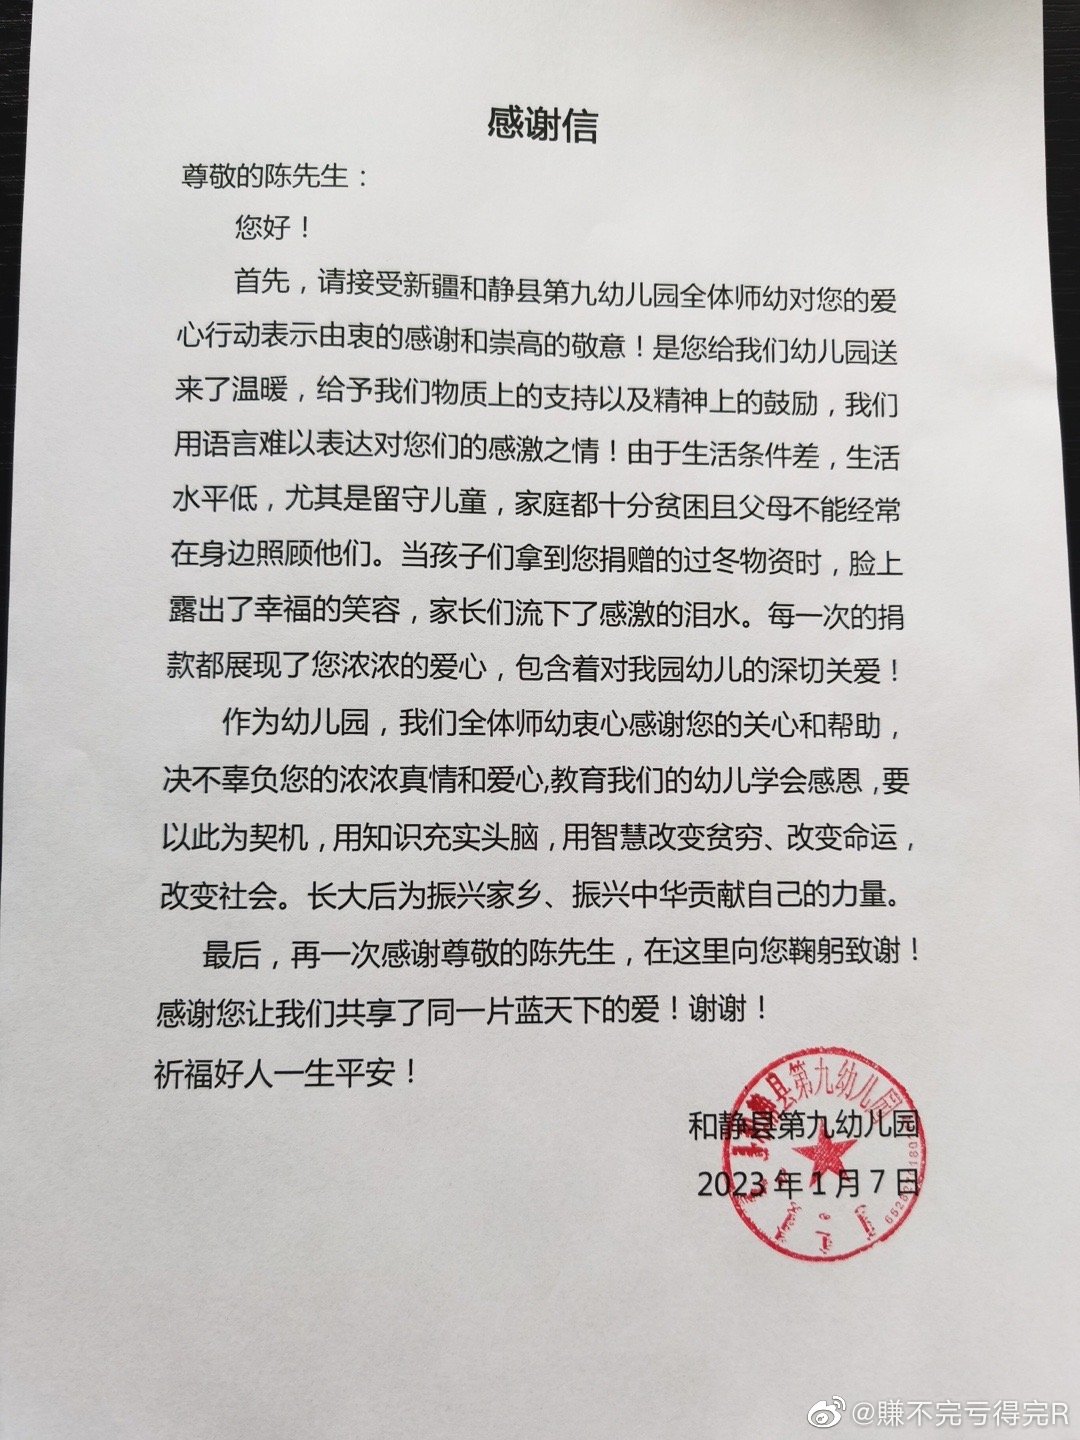 感谢信
尊敬的陈先生：
您好！
首先，请接受新疆和静县第九幼儿园全体师幼对您的爱
心行动表示由衷的感谢和崇高的敬意！是您给我们幼儿园送
来了温暖，给予我们物质上的支持以及精神上的鼓励，我们
用语言难以表达对您们的感激之情！由于生活条件差，生活
水平低，尤其是留守儿童，家庭都十分贫困且父母不能经常
在身边照顾他们。当孩子们拿到您捐赠的过冬物资时，脸上
露出了幸福的笑容，家长们流下了感激的泪水。每一次的捐
款都展现了您浓浓的爱心，包含着对我园幼儿的深切关爱！
作为幼儿园，我们全体师幼衷心感谢您的关心和帮助，
决不辜负您的浓浓真情和爱心,教育我们的幼儿学会感恩，要
以此为契机，用知识充实头脑，用智慧改变贫穷、改变命运，
改变社会。长大后为振兴家乡、振兴中华贡献自己的力量。
最后，再一次感谢尊敬的陈先生，在这里向您鞠躬致谢！
感谢您让我们共享了同一片蓝天下的爱！谢谢！
祈福好人一生平安！
和静县第九幼儿园
2023 年 1 月 7 日
县第九幼儿园
@賺不完亏得完R